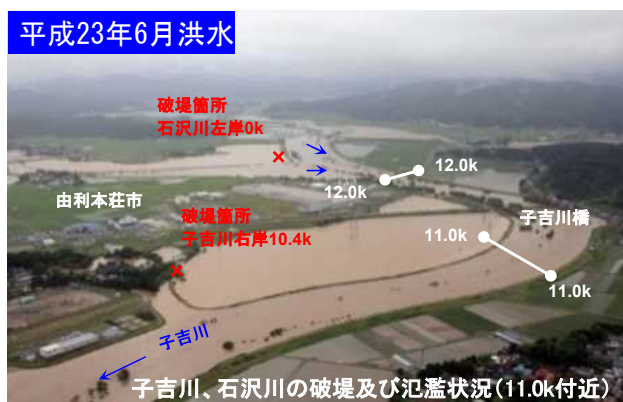 平成23年6月洪水
破堤箇所
石沢川左岸0k
12.0k
12.0k
由利本荘市
破堤箇所
子吉川右岸10.4k
子吉川橋
11.0k
11.0k
子吉川
子吉川、石沢川の破堤及び氾濫状況（11.0k付近）